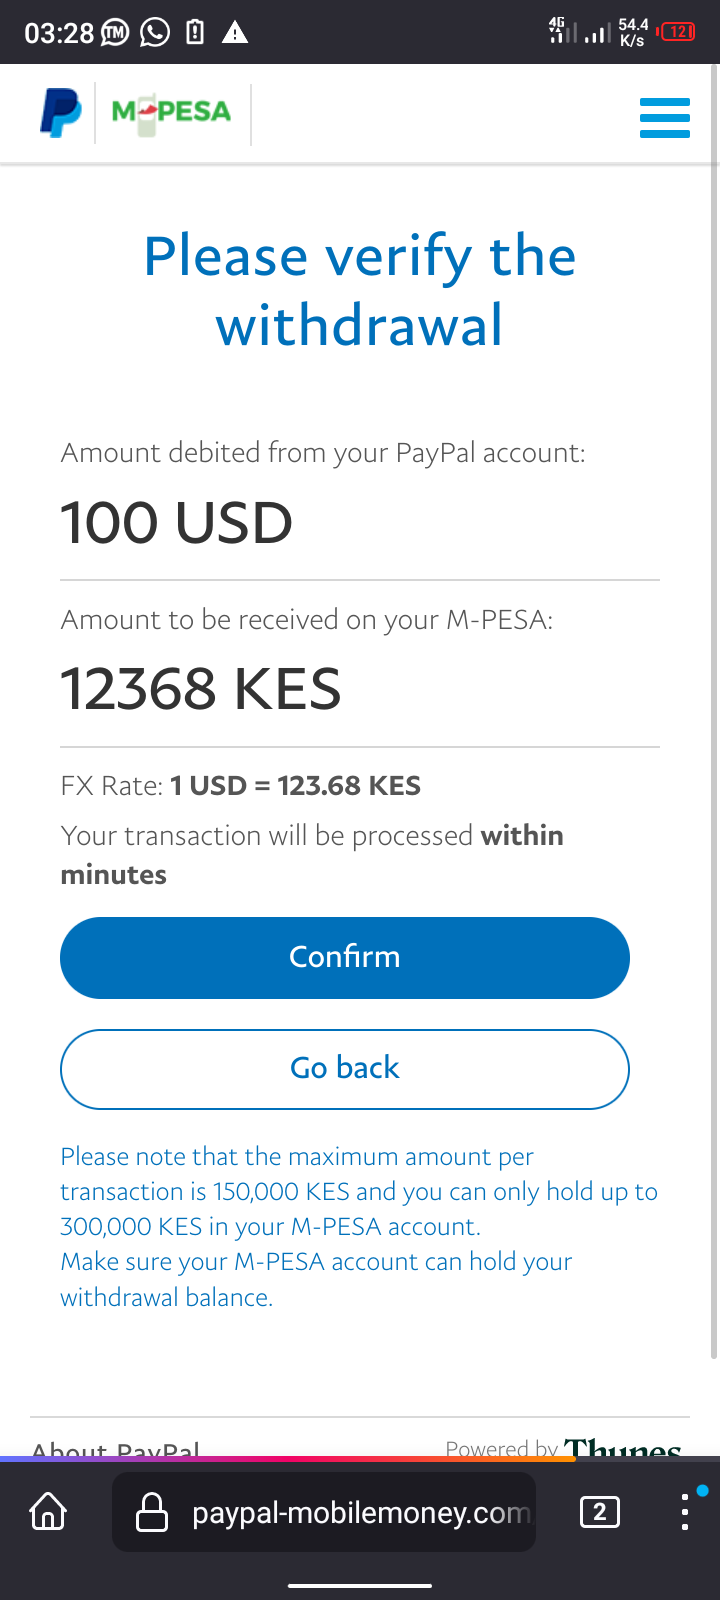 03:28 TM 4G 54.4 K/s 12
M-PESA
Please verify the
withdrawal
Amount debited from your PayPal account:
100 USD
Amount to be received on your M-PESA:
12368 KES
FX Rate: 1 USD = 123.68 KES
Your transaction will be processed within
minutes
Confirm
Go back
Please note that the maximum amount per
transaction is 150,000 KES and you can only hold up to
300,000 KES in your M-PESA account.
Make sure your M-PESA account can hold your
withdrawal balance.
About PayPal Powered by Thunes
paypal-mobilemoney.com 2